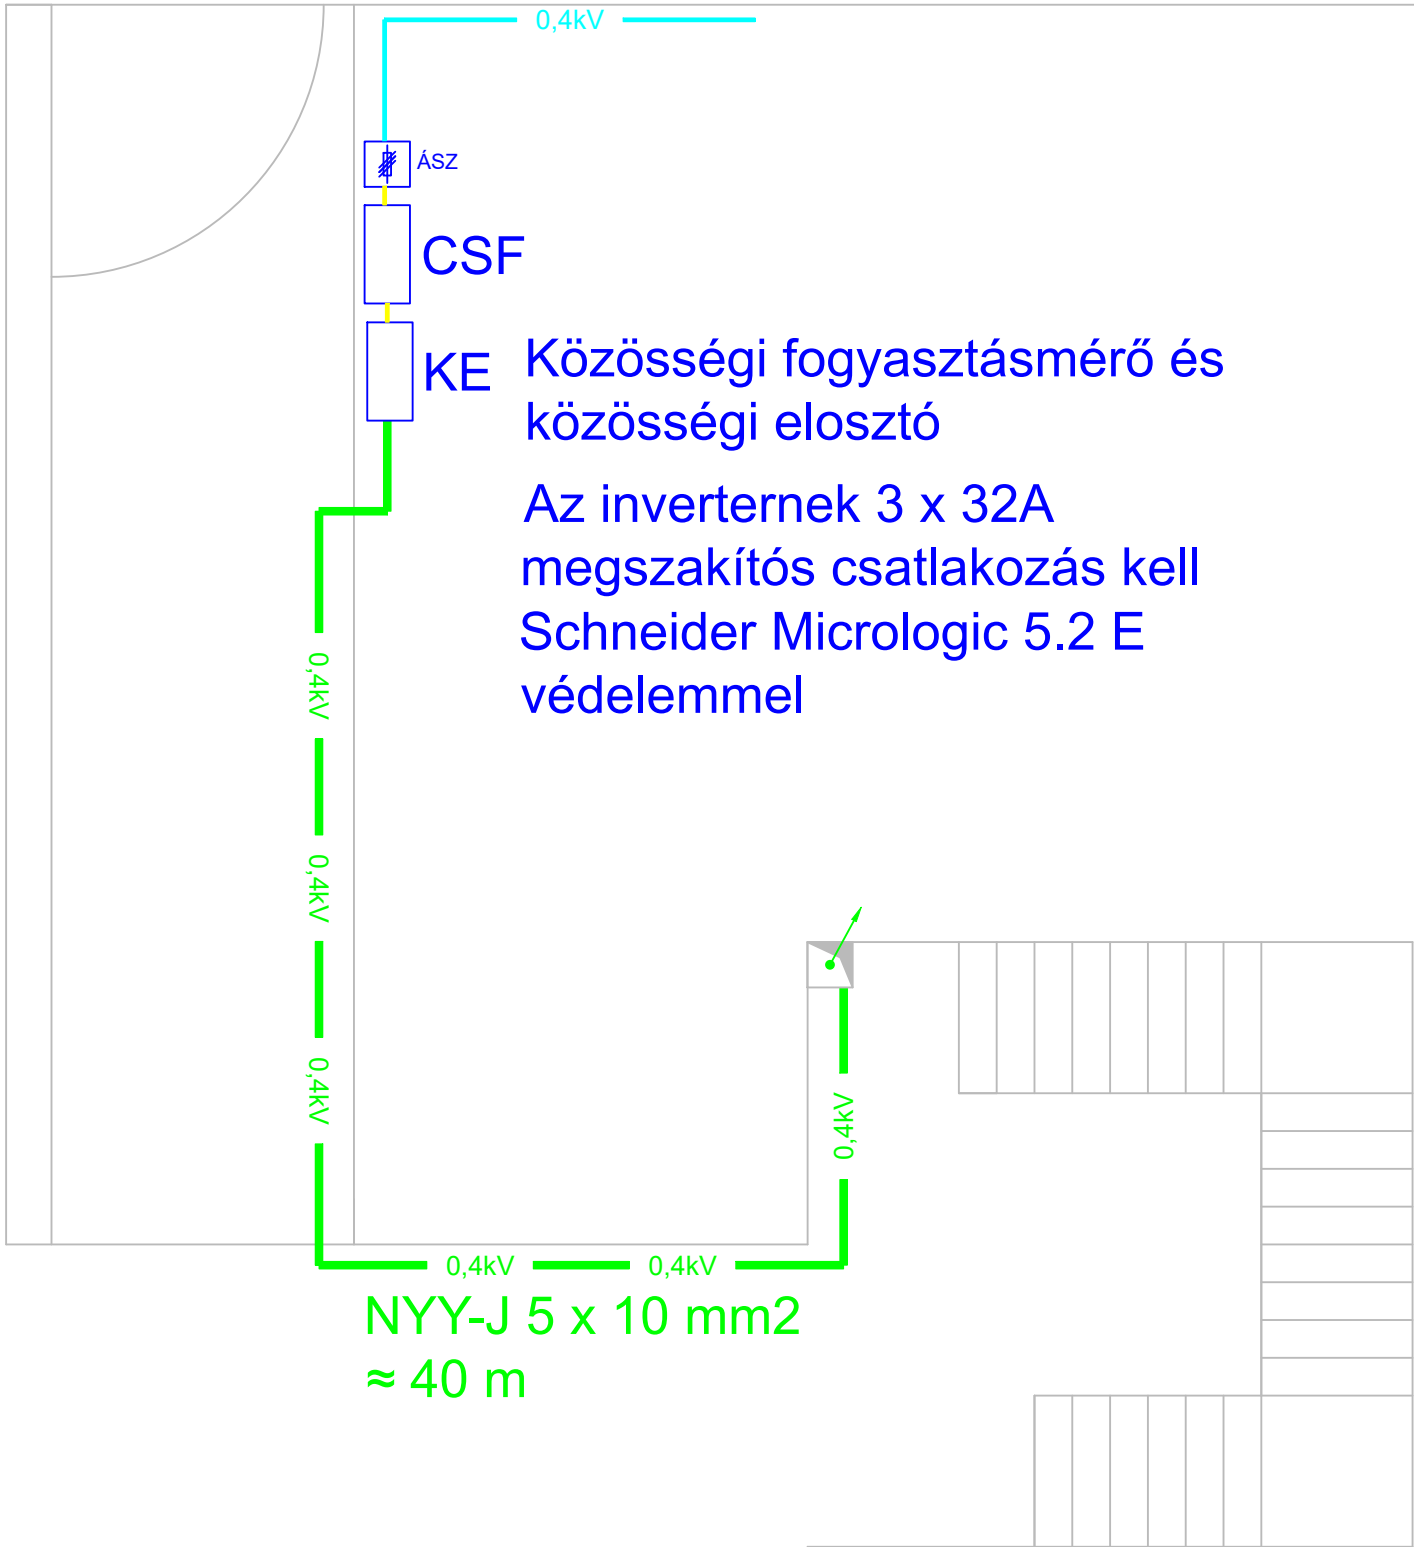 0,4kV
ÁSZ
CSF
KE
Közösségi fogyasztásmérő és
közösségi elosztó
Az inverternek 3 x 32A
megszakítós csatlakozás kell
Schneider Micrologic 5.2 E
védelemmel
0,4kV
0,4kV
0,4kV
0,4kV
0,4kV
0,4kV
NYY-J 5 x 10 mm2
≈ 40 m